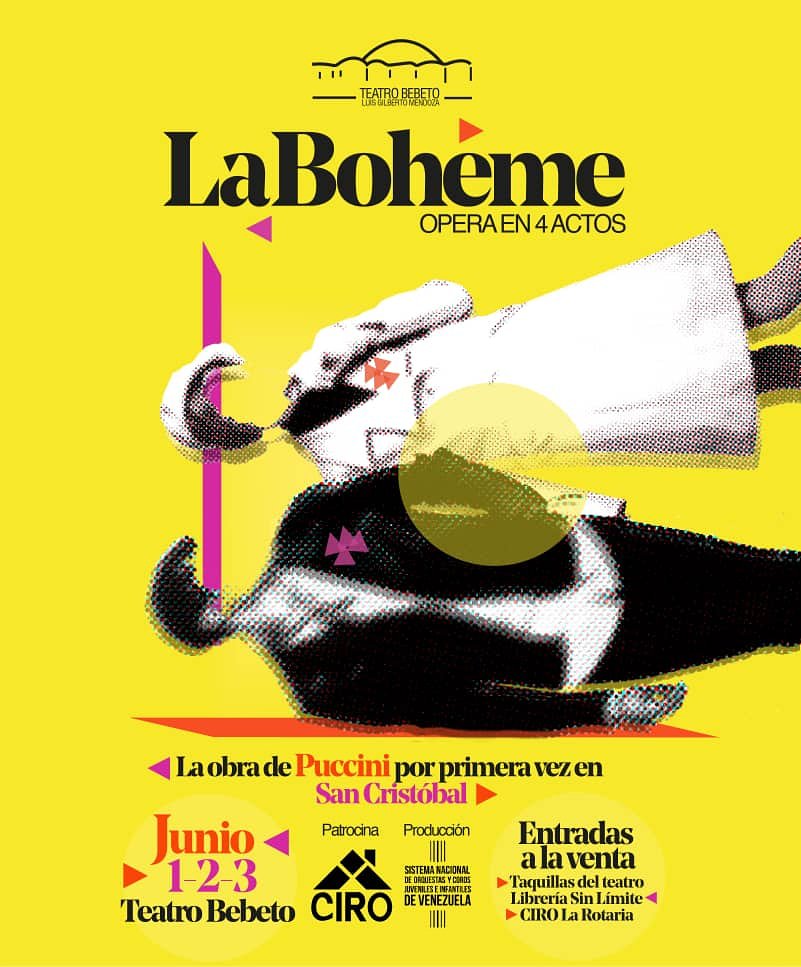 TEATRO BEBETO
LUIS GILBERTO MENDOZA
La Bohème
OPERA EN 4 ACTOS
La obra de Puccini por primera vez en
San Cristóbal
Junio
1-2-3
Teatro Bebeto
Patrocina
CIRO
Producción
SISTEMA NACIONAL
DE ORQUESTAS Y COROS
JUVENILES E INFANTILES
DE VENEZUELA
Entradas
a la venta
Taquillas del teatro
Librería Sin Límite
CIRO La Rotaria